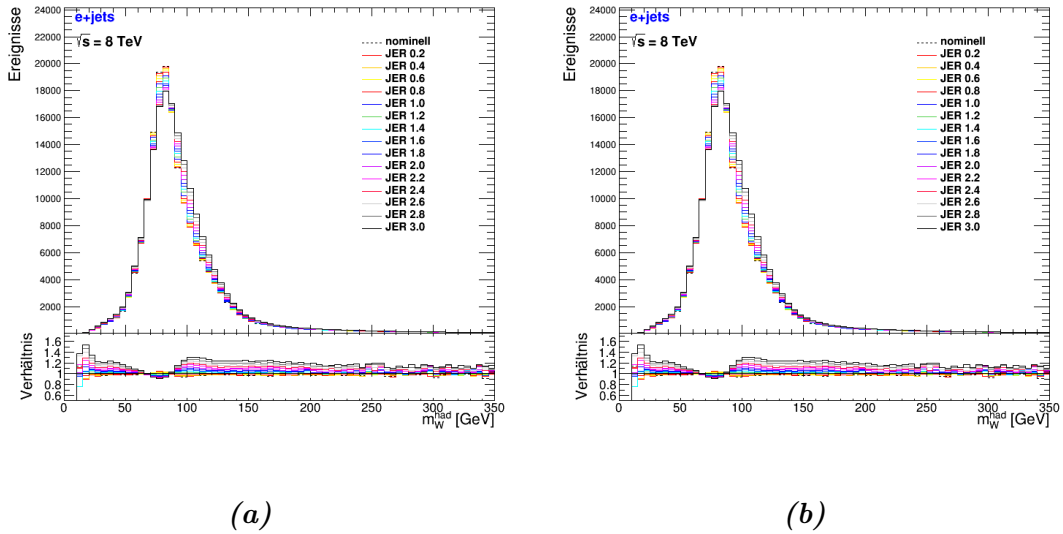 Ereignisse
24000
22000
20000
18000
16000
14000
12000
10000
8000
6000
4000
2000
e+jets
√s = 8 TeV
nominell
JER 0.2
JER 0.4
JER 0.6
JER 0.8
JER 1.0
JER 1.2
JER 1.4
JER 1.6
JER 1.8
JER 2.0
JER 2.2
JER 2.4
JER 2.6
JER 2.8
JER 3.0
Verhältnis
1.6
1.4
1.2
1
0.8
0.6
0 50 100 150 200 250 300 350
m_W^had [GeV]
(a)
Ereignisse
24000
22000
20000
18000
16000
14000
12000
10000
8000
6000
4000
2000
e+jets
√s = 8 TeV
nominell
JER 0.2
JER 0.4
JER 0.6
JER 0.8
JER 1.0
JER 1.2
JER 1.4
JER 1.6
JER 1.8
JER 2.0
JER 2.2
JER 2.4
JER 2.6
JER 2.8
JER 3.0
Verhältnis
1.6
1.4
1.2
1
0.8
0.6
0 50 100 150 200 250 300 350
m_W^had [GeV]
(b)